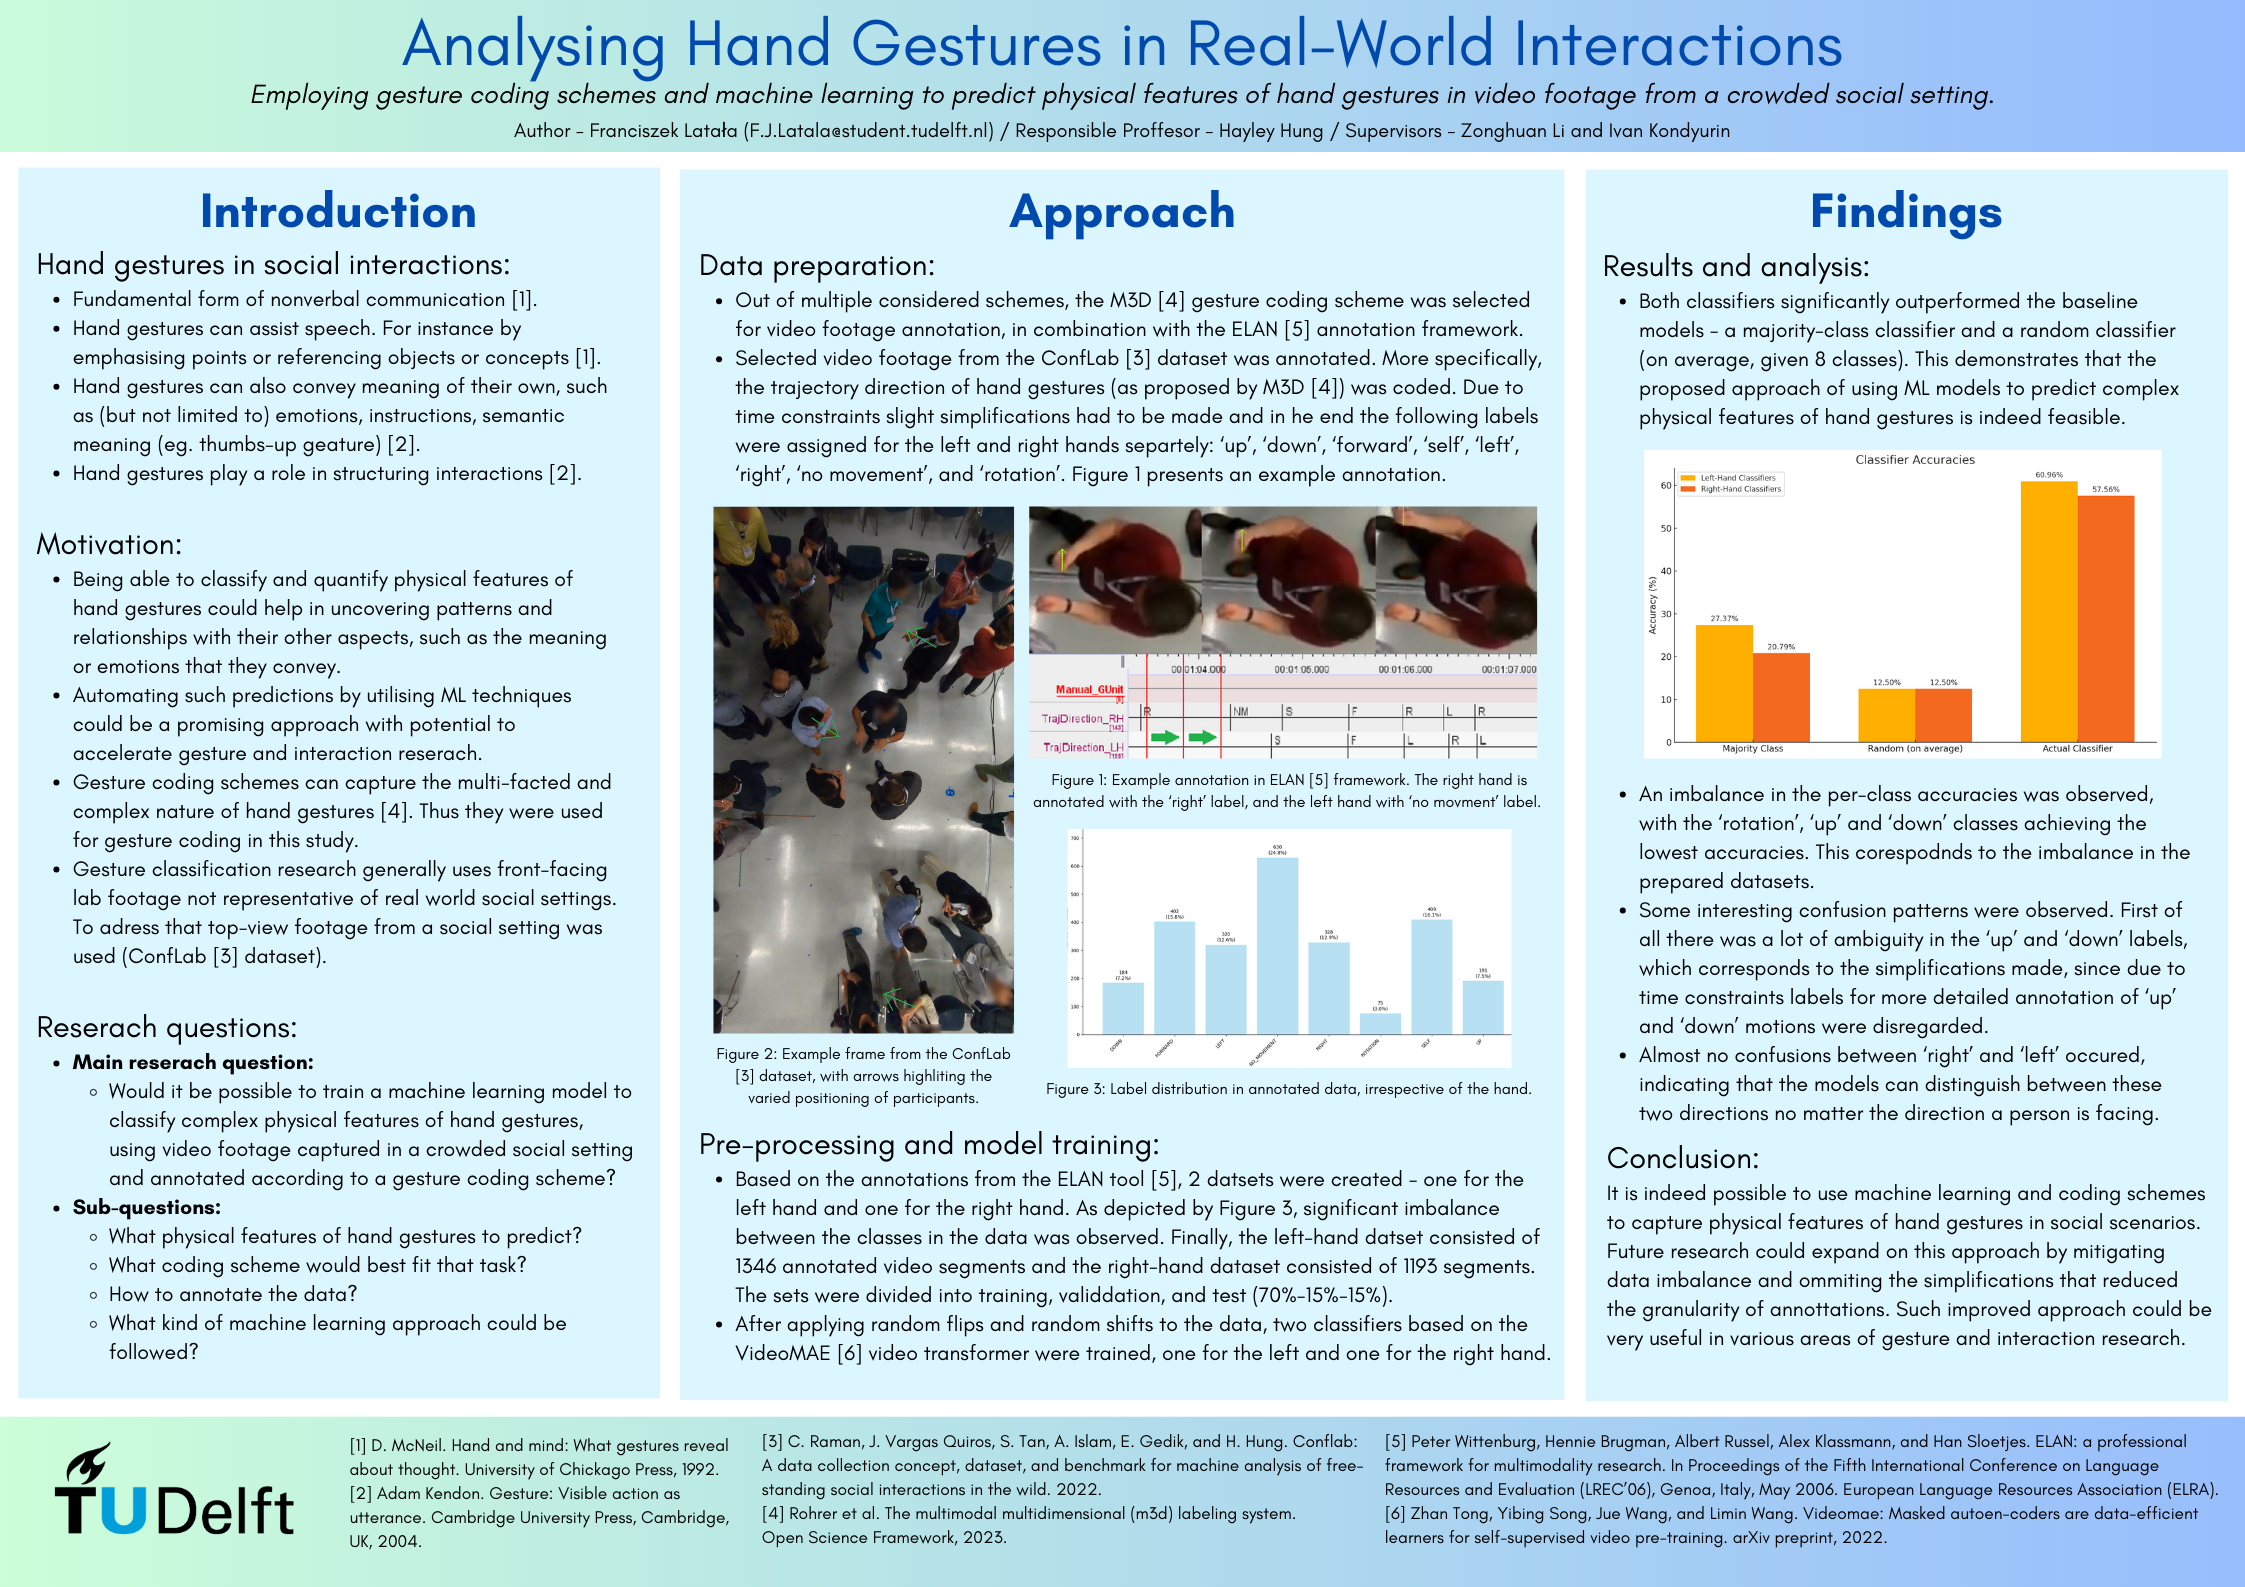 Analysing Hand Gestures in Real-World Interactions
Employing gesture coding schemes and machine learning to predict physical features of hand gestures in video footage from a crowded social setting.
Author - Franciszek Latała (F.J.Latala@student.tudelft.nl) / Responsible Proffesor - Hayley Hung / Supervisors - Zonghuan Li and Ivan Kondyurin
Introduction
Hand gestures in social interactions:
• Fundamental form of nonverbal communication [1].
• Hand gestures can assist speech. For instance by
emphasising points or referencing objects or concepts [1].
• Hand gestures can also convey meaning of their own, such
as (but not limited to) emotions, instructions, semantic
meaning (eg. thumbs-up geature) [2].
• Hand gestures play a role in structuring interactions [2].
Motivation:
• Being able to classify and quantify physical features of
hand gestures could help in uncovering patterns and
relationships with their other aspects, such as the meaning
or emotions that they convey.
• Automating such predictions by utilising ML techniques
could be a promising approach with potential to
accelerate gesture and interaction reserach.
• Gesture coding schemes can capture the multi-facted and
complex nature of hand gestures [4]. Thus they were used
for gesture coding in this study.
• Gesture classification research generally uses front-facing
lab footage not representative of real world social settings.
To adress that top-view footage from a social setting was
used (ConfLab [3] dataset).
Reserach questions:
• Main reserach question:
◦ Would it be possible to train a machine learning model to
classify complex physical features of hand gestures,
using video footage captured in a crowded social setting
and annotated according to a gesture coding scheme?
• Sub-questions:
◦ What physical features of hand gestures to predict?
◦ What coding scheme would best fit that task?
◦ How to annotate the data?
◦ What kind of machine learning approach could be
followed?
Approach
Data preparation:
• Out of multiple considered schemes, the M3D [4] gesture coding scheme was selected
for video footage annotation, in combination with the ELAN [5] annotation framework.
• Selected video footage from the ConfLab [3] dataset was annotated. More specifically,
the trajectory direction of hand gestures (as proposed by M3D [4]) was coded. Due to
time constraints slight simplifications had to be made and in he end the following labels
were assigned for the left and right hands separtely: ‘up’, ‘down’, ‘forward’, ‘self’, ‘left’,
‘right’, ‘no movement’, and ‘rotation’. Figure 1 presents an example annotation.
00:01:04.000 00:01:05.000 00:01:06.000 00:01:07.000
Manual_GUnit
TrajDirection_RH
[143]
R NM S F R L R
TrajDirection_LH
S F L R L
Figure 1: Example annotation in ELAN [5] framework. The right hand is
annotated with the ‘right’ label, and the left hand with ‘no movment’ label.
Figure 2: Example frame from the ConfLab
[3] dataset, with arrows highliting the
varied positioning of participants.
700
600
500
400
300
200
100
0
184
(7.2%)
402
(15.8%)
320
(12.6%)
630
(24.8%)
328
(12.9%)
75
(3.0%)
409
(16.1%)
191
(7.5%)
DOWN FORWARD LEFT NO_MOVEMENT RIGHT ROTATION SELF UP
Figure 3: Label distribution in annotated data, irrespective of the hand.
Pre-processing and model training:
• Based on the annotations from the ELAN tool [5], 2 datsets were created - one for the
left hand and one for the right hand. As depicted by Figure 3, significant imbalance
between the classes in the data was observed. Finally, the left-hand datset consisted of
1346 annotated video segments and the right-hand dataset consisted of 1193 segments.
The sets were divided into training, validdation, and test (70%-15%-15%).
• After applying random flips and random shifts to the data, two classifiers based on the
VideoMAE [6] video transformer were trained, one for the left and one for the right hand.
Findings
Results and analysis:
• Both classifiers significantly outperformed the baseline
models - a majority-class classifier and a random classifier
(on average, given 8 classes). This demonstrates that the
proposed approach of using ML models to predict complex
physical features of hand gestures is indeed feasible.
Classifier Accuracies
Left-Hand Classifiers
Right-Hand Classifiers
Accuracy (%)
60
50
40
30
20
10
0
27.37%
20.79%
12.50%
12.50%
60.96%
57.56%
Majority Class Random (on average) Actual Classifier
• An imbalance in the per-class accuracies was observed,
with the ‘rotation’, ‘up’ and ‘down’ classes achieving the
lowest accuracies. This corespodnds to the imbalance in the
prepared datasets.
• Some interesting confusion patterns were observed. First of
all there was a lot of ambiguity in the ‘up’ and ‘down’ labels,
which corresponds to the simplifications made, since due to
time constraints labels for more detailed annotation of ‘up’
and ‘down’ motions were disregarded.
• Almost no confusions between ‘right’ and ‘left’ occured,
indicating that the models can distinguish between these
two directions no matter the direction a person is facing.
Conclusion:
It is indeed possible to use machine learning and coding schemes
to capture physical features of hand gestures in social scenarios.
Future research could expand on this approach by mitigating
data imbalance and ommiting the simplifications that reduced
the granularity of annottations. Such improved approach could be
very useful in various areas of gesture and interaction research.
TU Delft
[1] D. McNeil. Hand and mind: What gestures reveal
about thought. University of Chickago Press, 1992.
[2] Adam Kendon. Gesture: Visible action as
utterance. Cambridge University Press, Cambridge,
UK, 2004.
[3] C. Raman, J. Vargas Quiros, S. Tan, A. Islam, E. Gedik, and H. Hung. Conflab:
A data collection concept, dataset, and benchmark for machine analysis of free-
standing social interactions in the wild. 2022.
[4] Rohrer et al. The multimodal multidimensional (m3d) labeling system.
Open Science Framework, 2023.
[5] Peter Wittenburg, Hennie Brugman, Albert Russel, Alex Klassmann, and Han Sloetjes. ELAN: a professional
framework for multimodality research. In Proceedings of the Fifth International Conference on Language
Resources and Evaluation (LREC’06), Genoa, Italy, May 2006. European Language Resources Association (ELRA).
[6] Zhan Tong, Yibing Song, Jue Wang, and Limin Wang. Videomae: Masked autoen-coders are data-efficient
learners for self-supervised video pre-training. arXiv preprint, 2022.